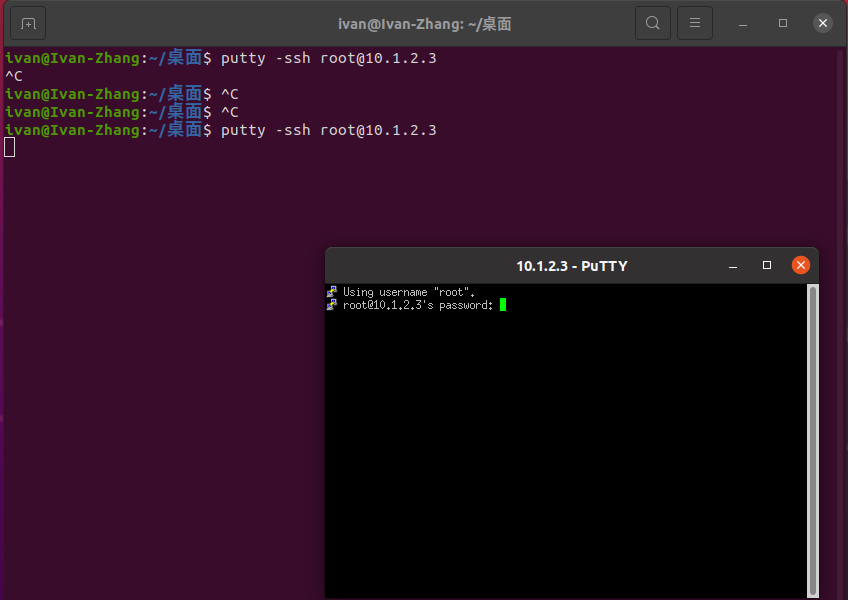 ivan@Ivan-Zhang: ~/桌面
ivan@Ivan-Zhang:~/桌面$ putty -ssh root@10.1.2.3
^C
ivan@Ivan-Zhang:~/桌面$ ^C
ivan@Ivan-Zhang:~/桌面$ ^C
ivan@Ivan-Zhang:~/桌面$ putty -ssh root@10.1.2.3
10.1.2.3 - PuTTY
Using username "root".
root@10.1.2.3's password: